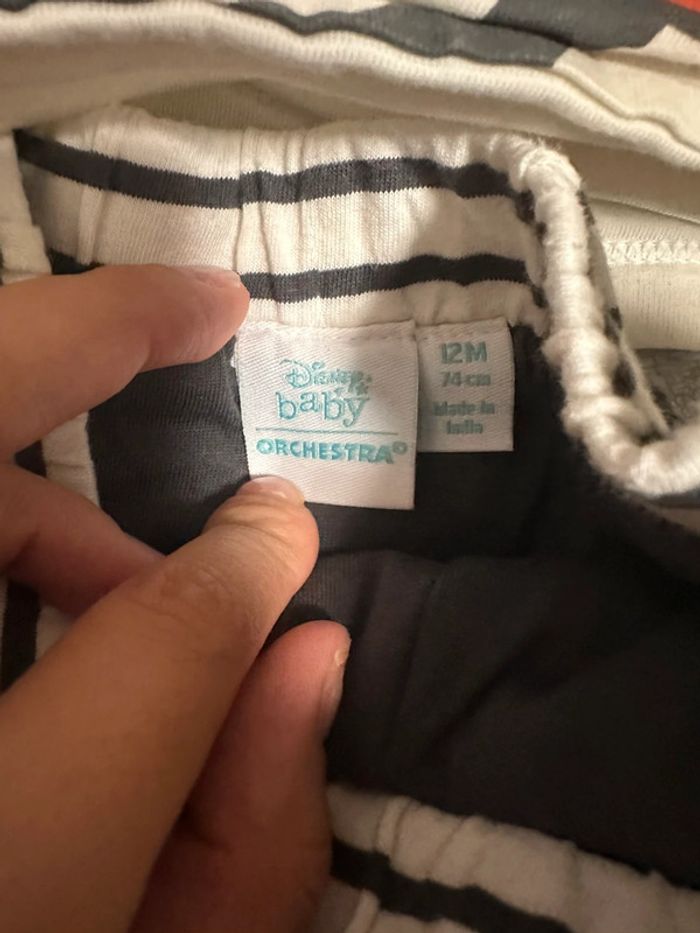 Disney
baby
ORCHESTRA®
12M
74 cm
Made in
India